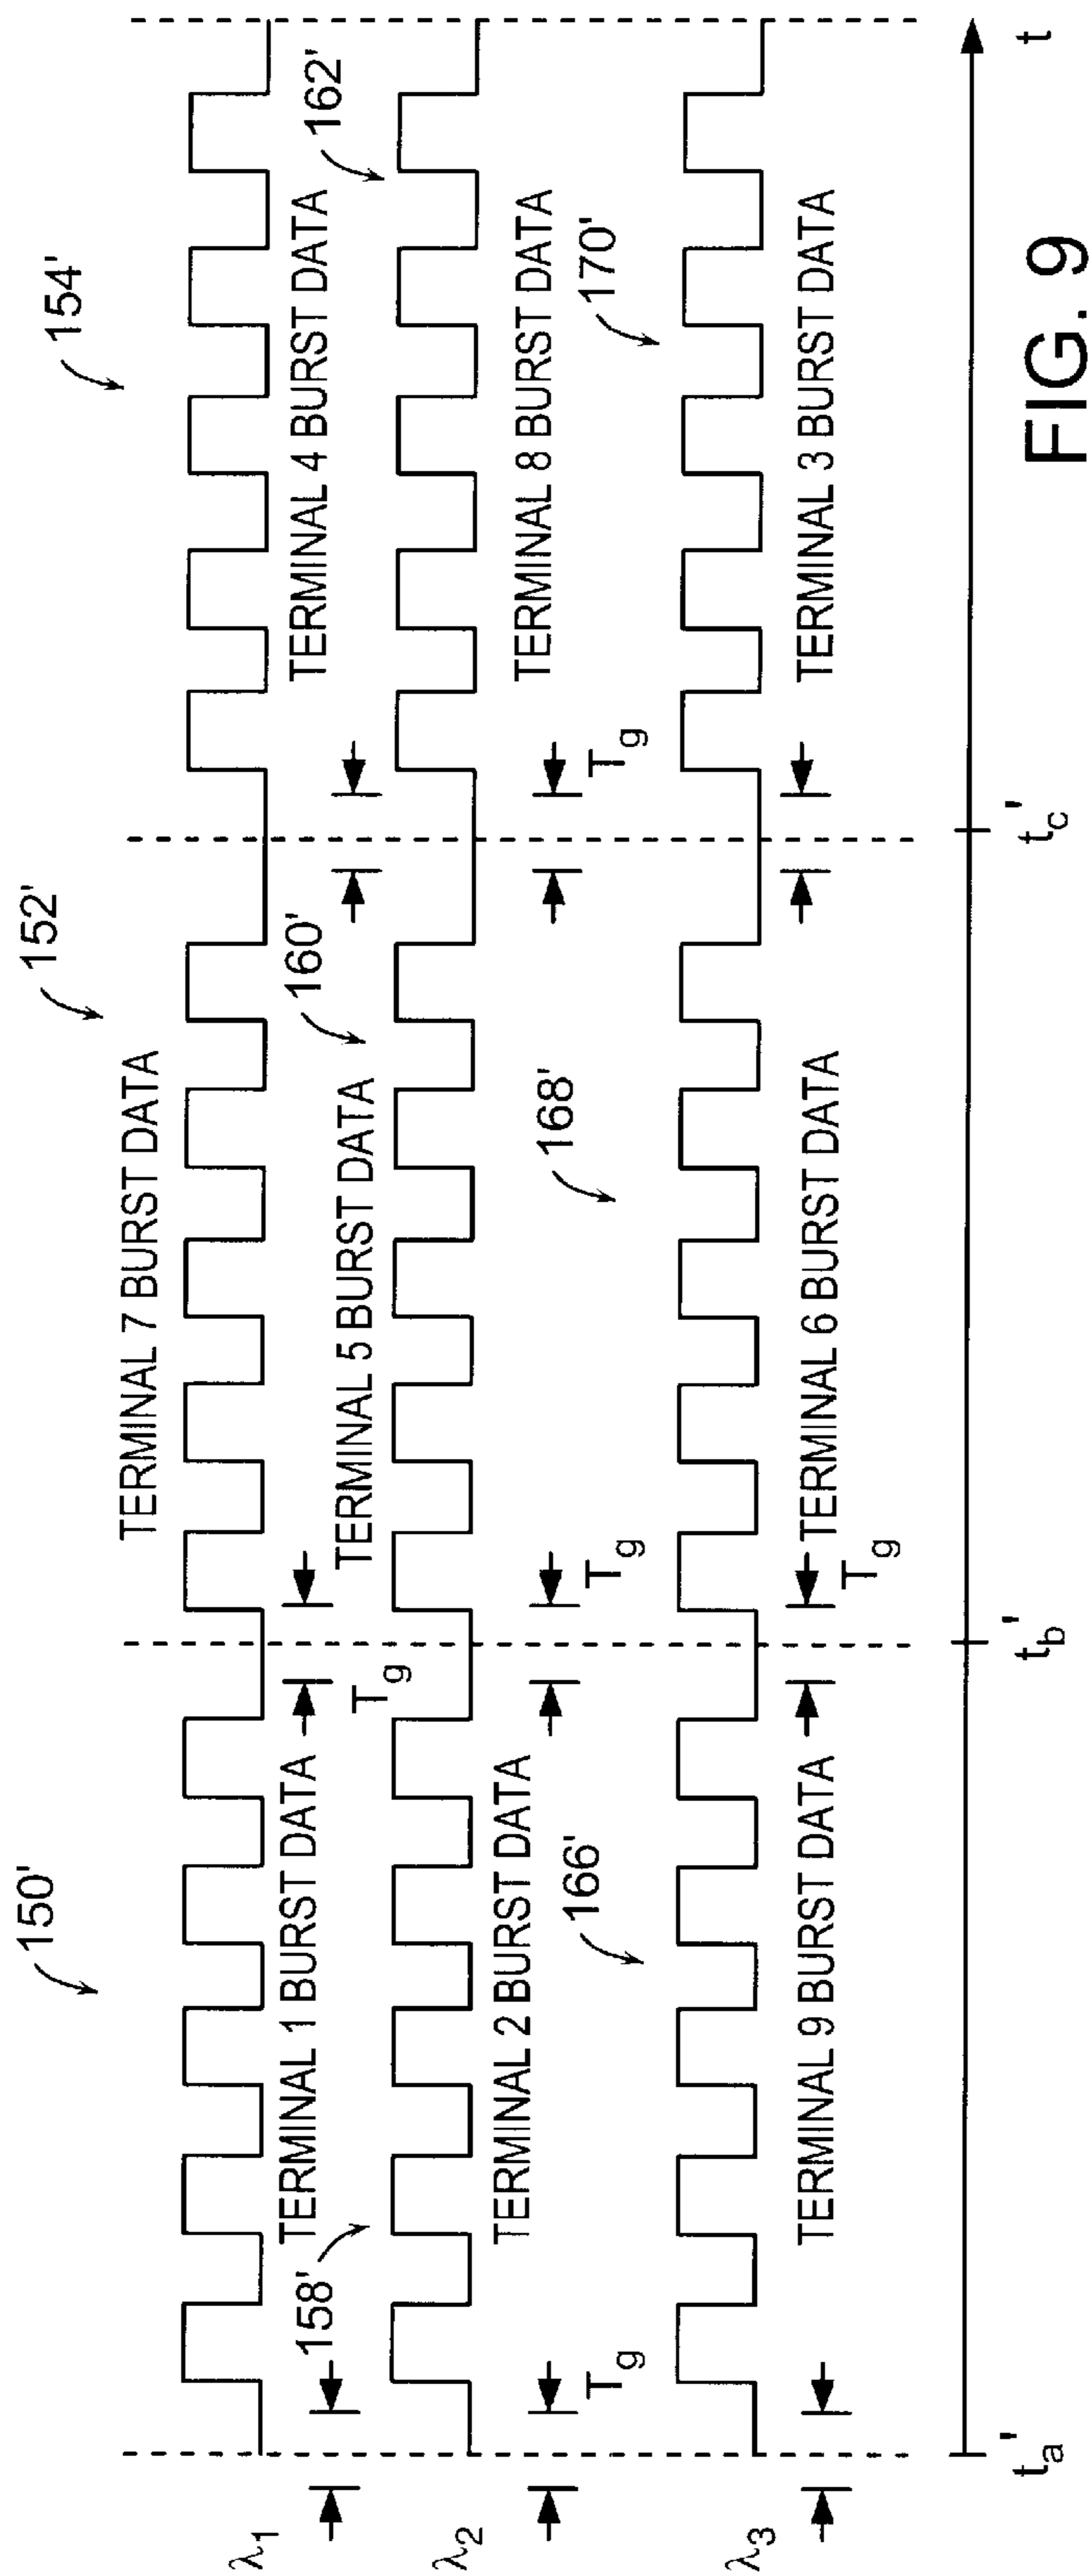 150'
152'
154'
TERMINAL 7 BURST DATA
λ1
TERMINAL 1 BURST DATA
TERMINAL 4 BURST DATA
158'
Tg
160'
162'
TERMINAL 5 BURST DATA
λ2
TERMINAL 2 BURST DATA
TERMINAL 8 BURST DATA
Tg
Tg
Tg
166'
168'
170'
λ3
TERMINAL 9 BURST DATA
TERMINAL 6 BURST DATA
TERMINAL 3 BURST DATA
Tg
ta'
tb'
tc'
t
FIG. 9